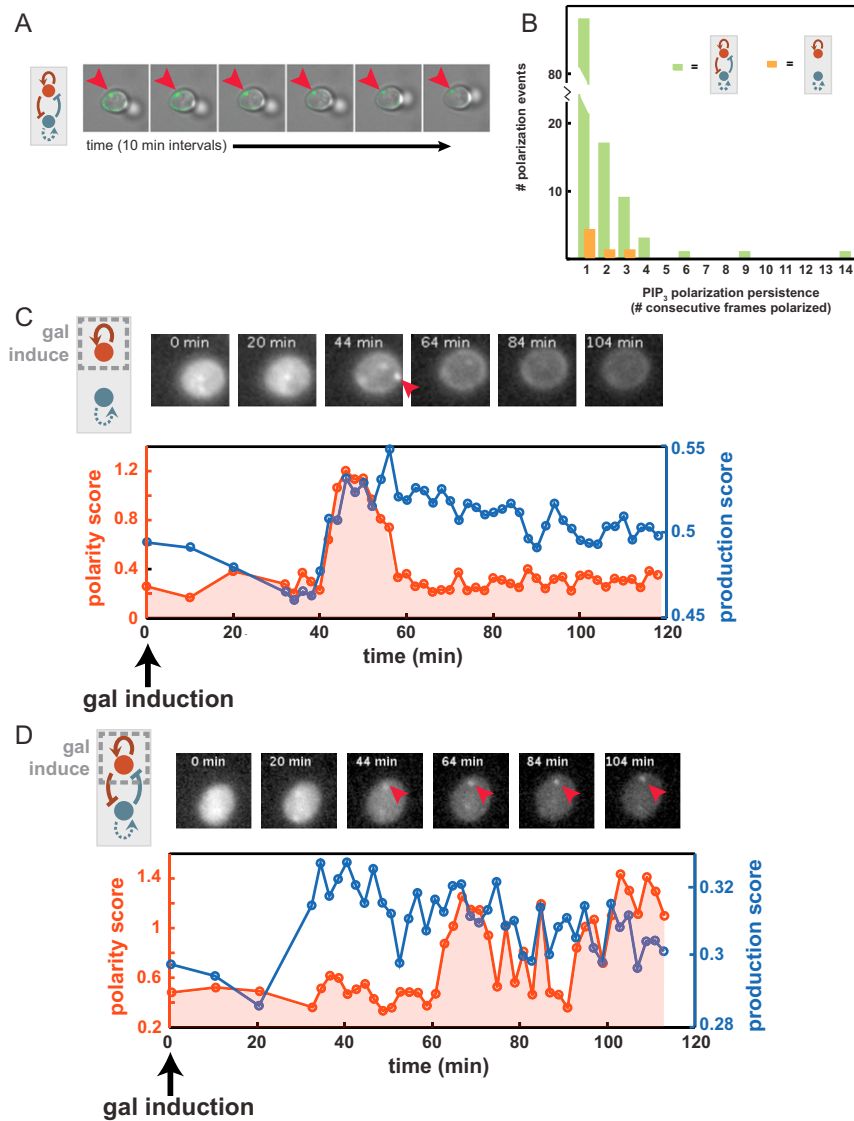 A
time (10 min intervals)
B
# polarization events
80
20
10
=
=
1 2 3 4 5 6 7 8 9 10 11 12 13 14
PIP3 polarization persistence
(# consecutive frames polarized)
C
gal
induce
0 min
20 min
44 min
64 min
84 min
104 min
polarity score
1.2
0.8
0.4
0
0.55
0.5
0.45
production score
0 20 40 60 80 100 120
time (min)
gal induction
D
gal
induce
0 min
20 min
44 min
64 min
84 min
104 min
polarity score
1.4
1
0.6
0.2
0.32
0.3
0.28
production score
0 20 40 60 80 100 120
time (min)
gal induction